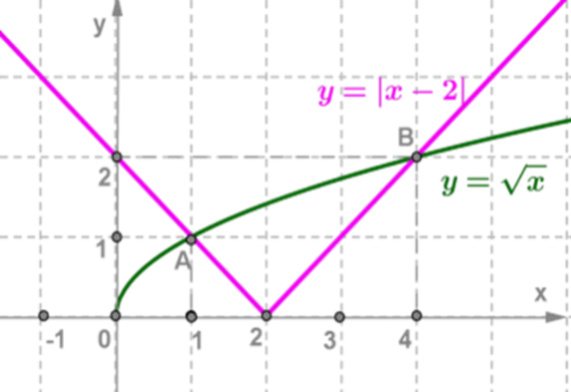 y
y = |x − 2|
B
2
y = √x
1
A
x
-1 0 1 2 3 4